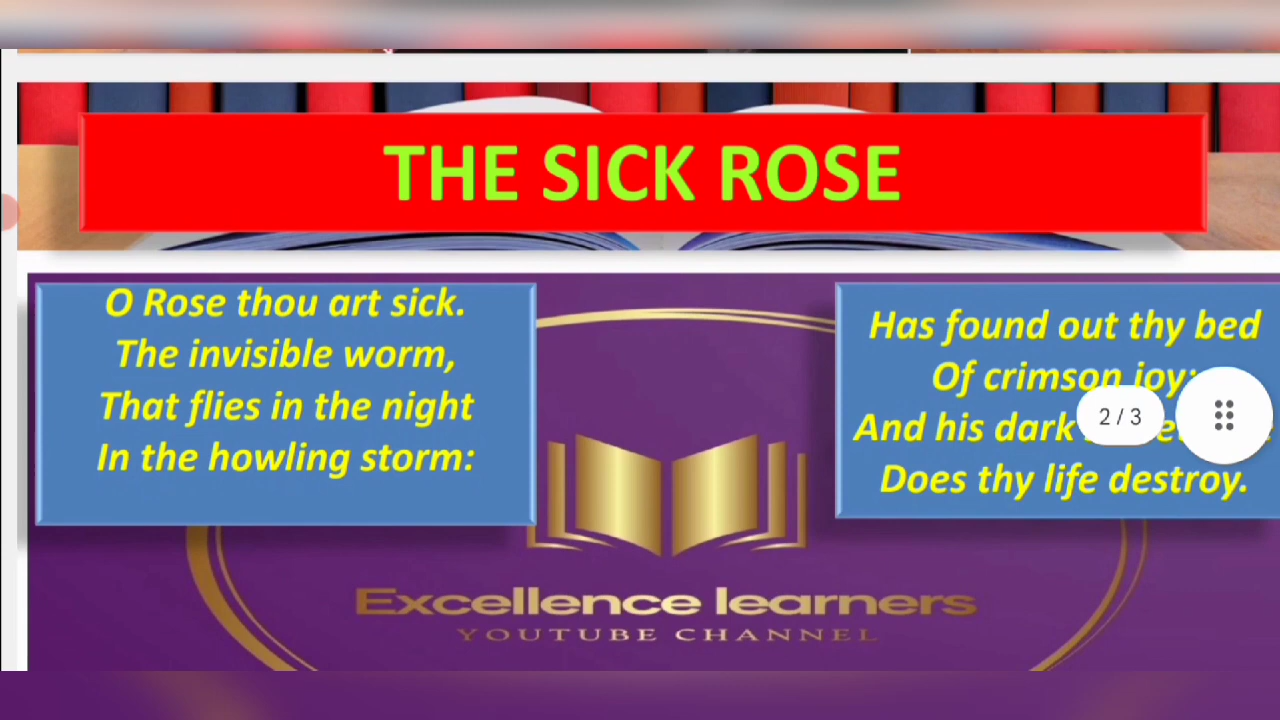 THE SICK ROSE
O Rose thou art sick.
The invisible worm,
That flies in the night
In the howling storm:
Has found out thy bed
Of crimson joy:
And his dark
Does thy life destroy.
2 / 3
Excellence learners
YOUTUBE CHANNEL